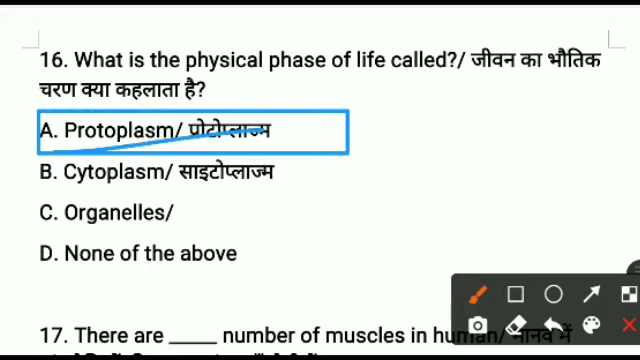 16. What is the physical phase of life called?/ जीवन का भौतिक
चरण क्या कहलाता है?
A. Protoplasm/ प्रोटोप्लाज्म
B. Cytoplasm/ साइटोप्लाज्म
C. Organelles/
D. None of the above
17. There are _____ number of muscles in human/ मानव में